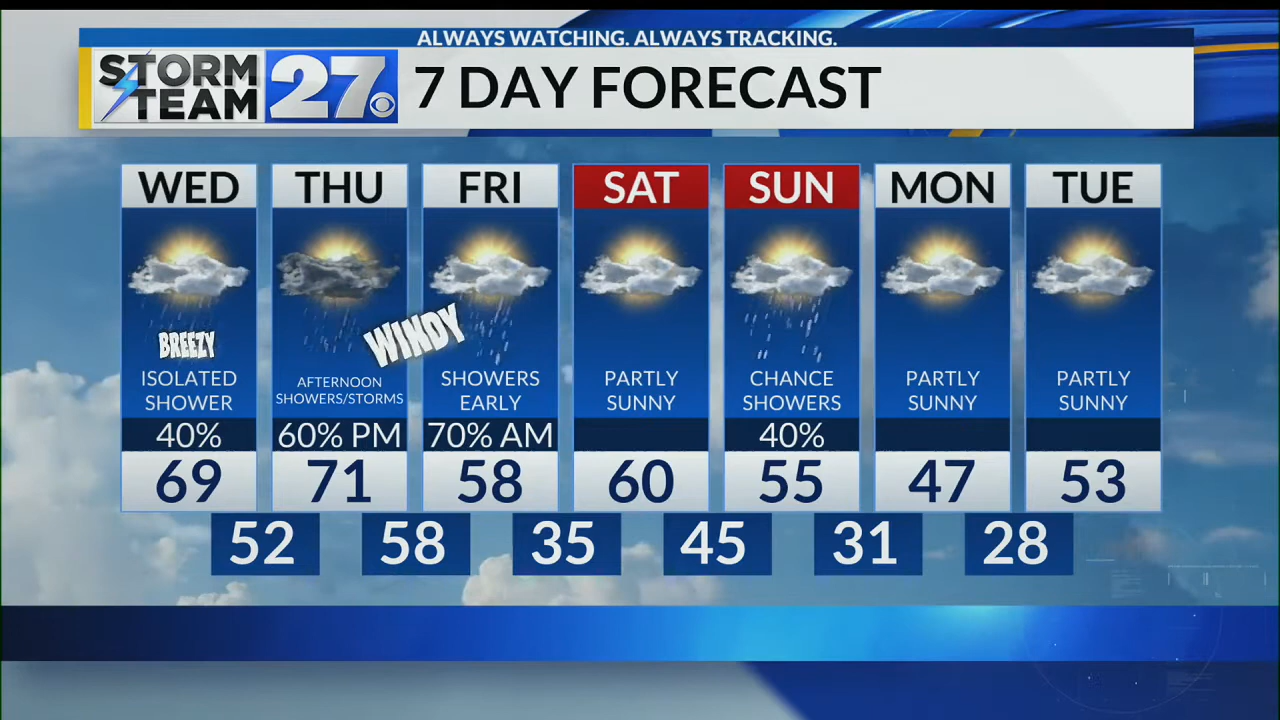 ALWAYS WATCHING. ALWAYS TRACKING.
STORM TEAM 27
7 DAY FORECAST
WED THU FRI SAT SUN MON TUE
BREEZY WINDY
ISOLATED SHOWER
AFTERNOON SHOWERS/STORMS
SHOWERS EARLY
PARTLY SUNNY
CHANCE SHOWERS
PARTLY SUNNY
PARTLY SUNNY
40% 60% PM 70% AM 40%
69 71 58 60 55 47 53
52 58 35 45 31 28